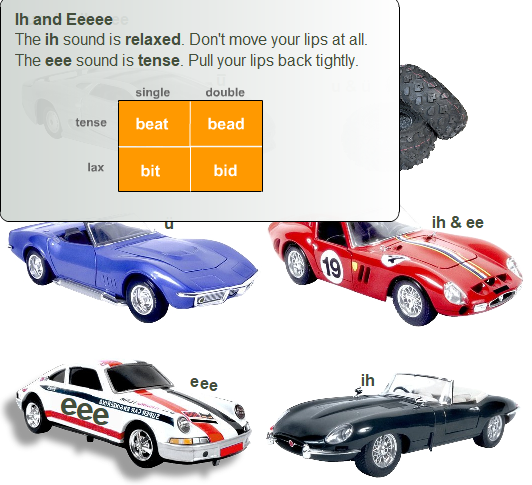 Ih and Eeeee
The ih sound is relaxed. Don't move your lips at all.
The eee sound is tense. Pull your lips back tightly.
single double
tense beat bead
lax bit bid
ih & ee
19
eee
eee
ih